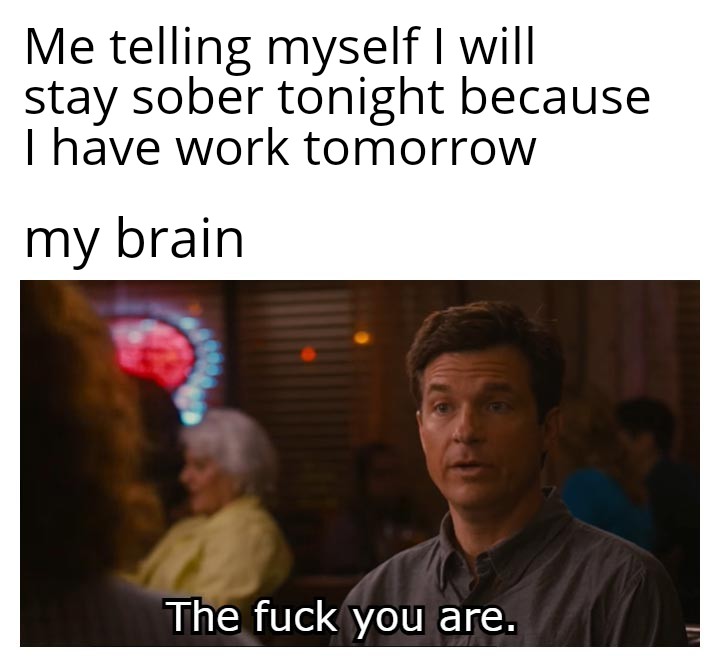 Me telling myself I will
stay sober tonight because
I have work tomorrow
my brain
The fuck you are.